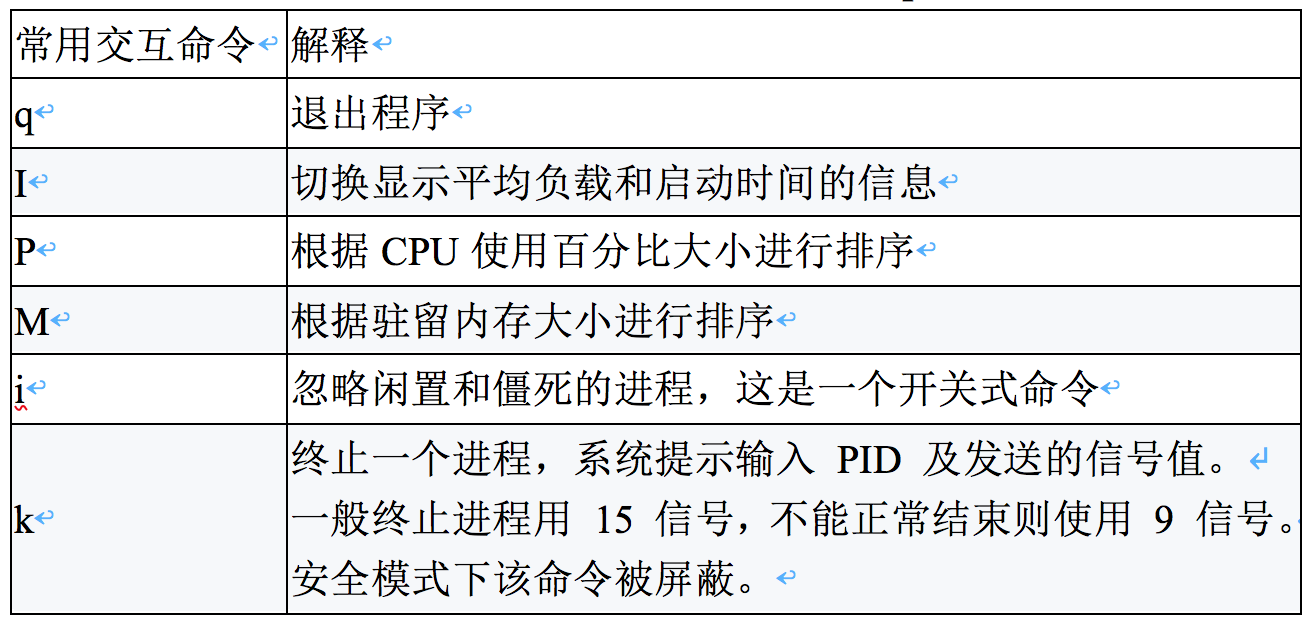 常用交互命令 解释
q 退出程序
I 切换显示平均负载和启动时间的信息
P 根据 CPU 使用百分比大小进行排序
M 根据驻留内存大小进行排序
i 忽略闲置和僵死的进程，这是一个开关式命令
k 终止一个进程，系统提示输入 PID 及发送的信号值。
一般终止进程用 15 信号，不能正常结束则使用 9 信号。
安全模式下该命令被屏蔽。